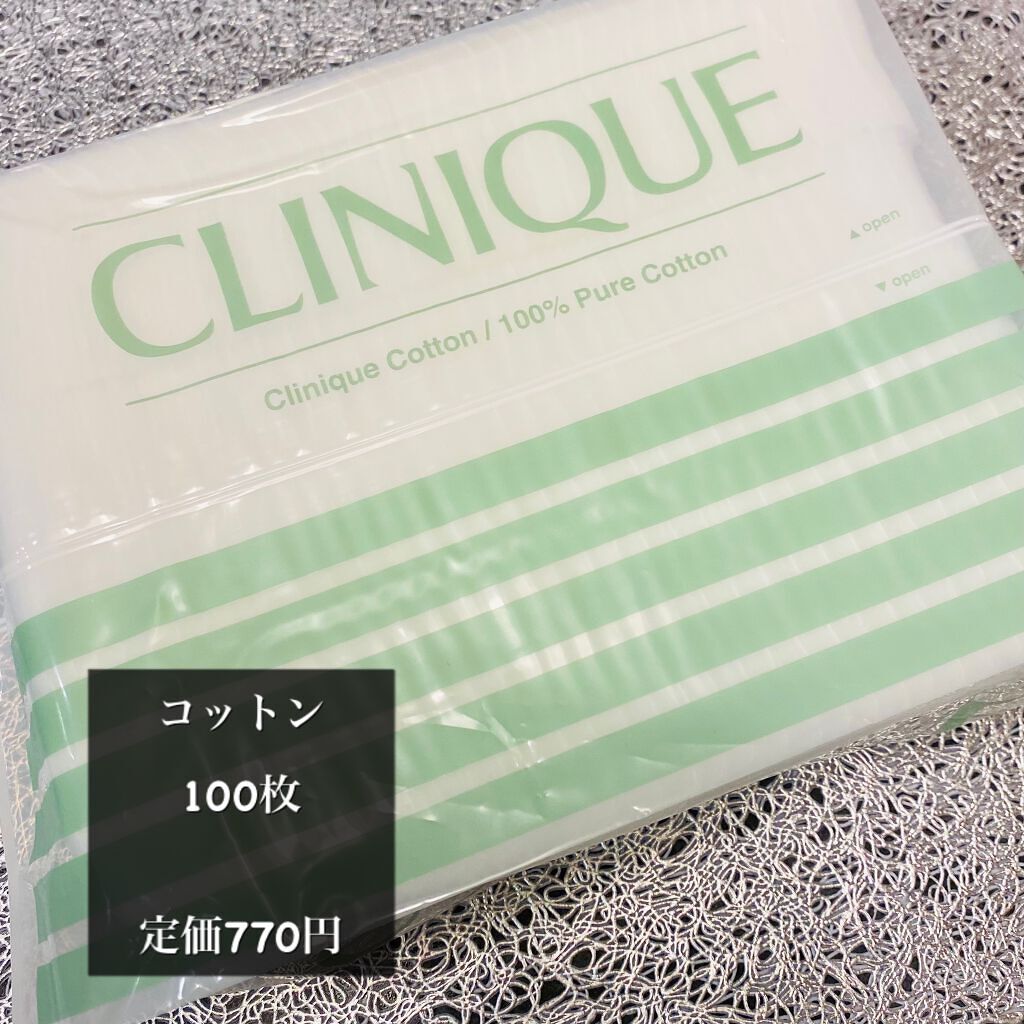 CLINIQUE
Clinique Cotton / 100% Pure Cotton
▲ open
▼ open
コットン
100枚
定価770円